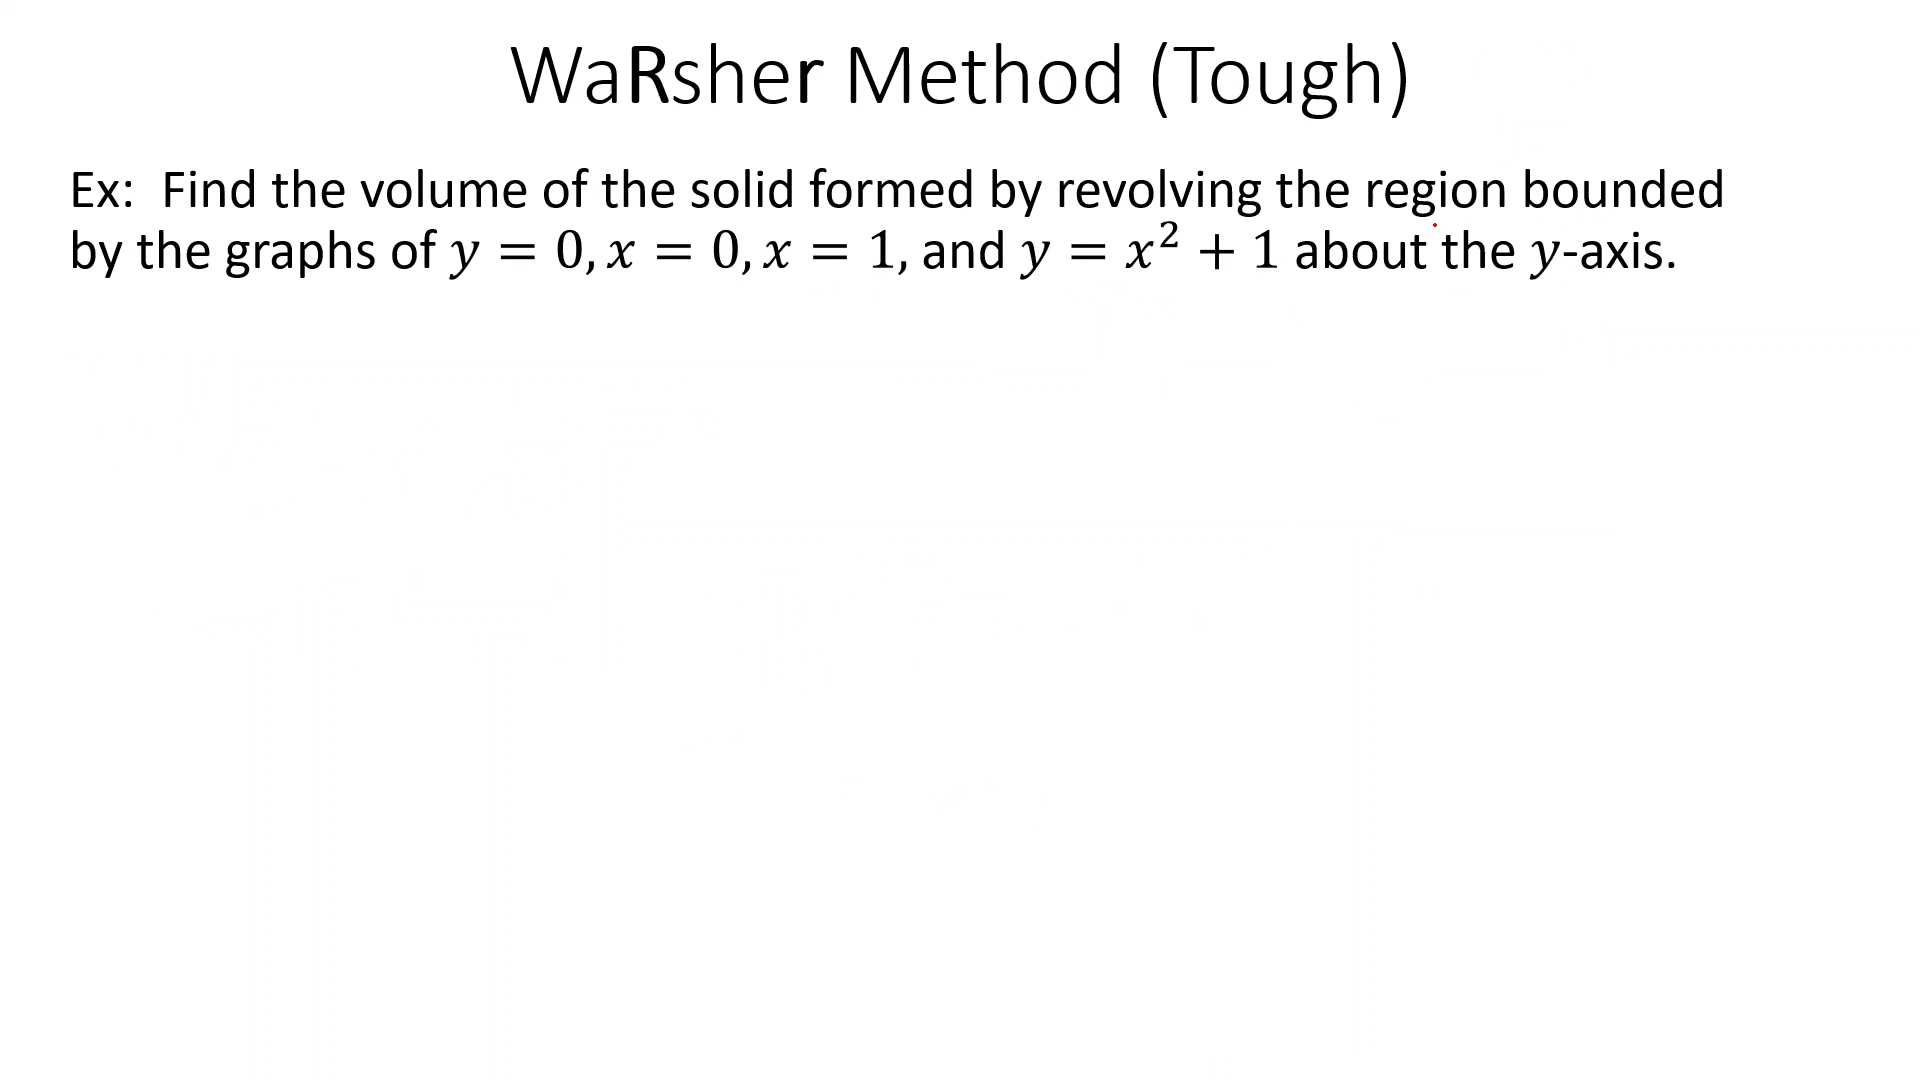 WaRsher Method (Tough)
Ex: Find the volume of the solid formed by revolving the region bounded
by the graphs of y = 0, x = 0, x = 1, and y = x² + 1 about the y-axis.